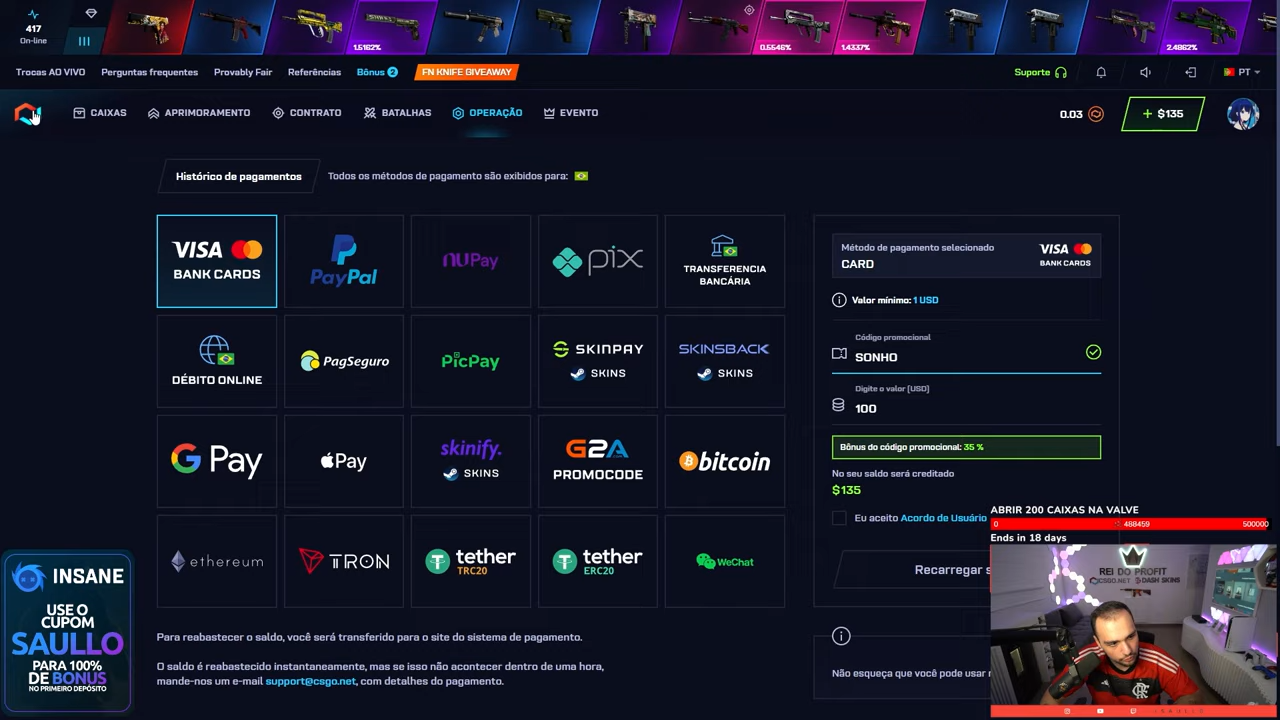 417
On-line
1.5162%
0.5546%
1.4337%
2.4862%
Trocas AO VIVO
Perguntas frequentes
Provably Fair
Referências
Bônus 2
FN KNIFE GIVEAWAY
Suporte
PT
CAIXAS
APRIMORAMENTO
CONTRATO
BATALHAS
OPERAÇÃO
EVENTO
0.03
+ $135
Histórico de pagamentos
Todos os métodos de pagamento são exibidos para:
VISA
BANK CARDS
PayPal
nuPay
pix
TRANSFERENCIA
BANCÁRIA
DÉBITO ONLINE
PagSeguro
PicPay
SKINPAY
SKINS
SKINSBACK
SKINS
G Pay
Pay
skinify.
SKINS
G2A
PROMOCODE
bitcoin
ethereum
TRON
tether
TRC20
tether
ERC20
WeChat
Para reabastecer o saldo, você será transferido para o site do sistema de pagamento.
O saldo é reabastecido instantaneamente, mas se isso não acontecer dentro de uma hora,
mande-nos um e-mail support@csgo.net, com detalhes do pagamento.
Método de pagamento selecionado
CARD
VISA
BANK CARDS
Valor mínimo: 1 USD
Código promocional
SONHO
Digite o valor [USD]
100
Bônus do código promocional: 35 %
No seu saldo será creditado
$135
Eu aceito Acordo de Usuário
Recarregar s
Não esqueça que você pode usar
ABRIR 200 CAIXAS NA VALVE
0
488459
500000
Ends in 18 days
REI DO PROFIT
CSGO.NET
DASH SKINS
INSANE
USE O
CUPOM
SAULLO
PARA 100%
DE BONUS
NO PRIMEIRO DEPÓSITO